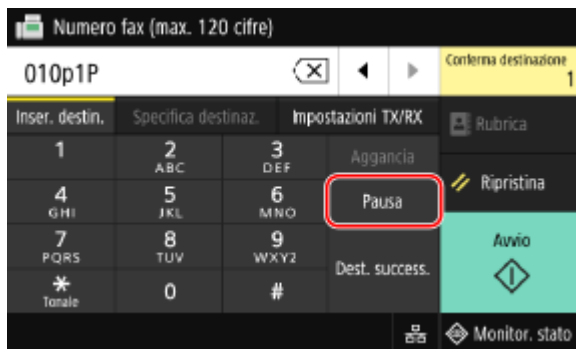 Numero fax (max. 120 cifre)
010p1P
Conferma destinazione
1
Inser. destin.
Specifica destinaz.
Impostazioni TX/RX
Rubrica
1
2
ABC
3
DEF
Aggancia
4
GHI
5
JKL
6
MNO
Pausa
Ripristina
7
PQRS
8
TUV
9
WXYZ
Dest. success.
Avvio
*
Tonale
0
#
Monitor. stato